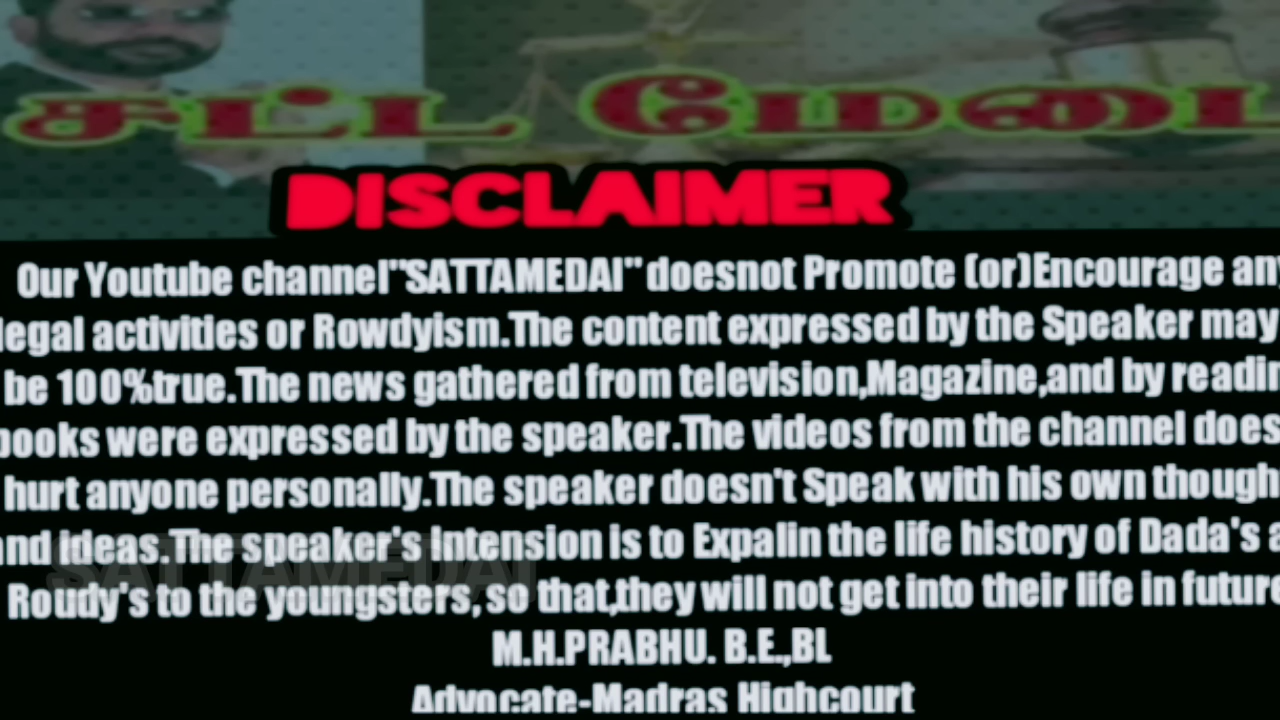 சட்ட மேடை
DISCLAIMER
Our Youtube channel"SATTAMEDAI" doesnot Promote (or)Encourage any
legal activities or Rowdyism.The content expressed by the Speaker may
be 100%true.The news gathered from television,Magazine,and by readin
books were expressed by the speaker.The videos from the channel does
hurt anyone personally.The speaker doesn't Speak with his own though
and ideas.The speaker's Intension is to Expalin the life history of Dada's a
Roudy's to the youngsters, so that,they will not get into their life in future
SATTAMEDAI
M.H.PRABHU. B.E.,BL
Advocate-Madras Highcourt